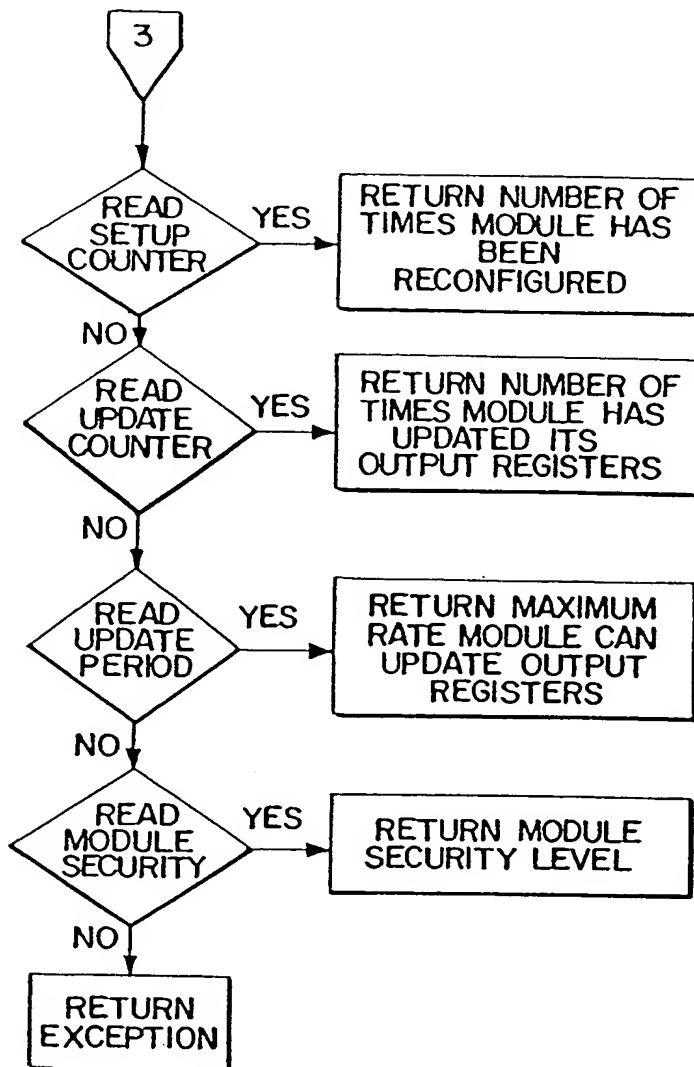 3
READ
SETUP
COUNTER
YES
RETURN NUMBER OF
TIMES MODULE HAS
BEEN
RECONFIGURED
NO
READ
UPDATE
COUNTER
YES
RETURN NUMBER OF
TIMES MODULE HAS
UPDATED ITS
OUTPUT REGISTERS
NO
READ
UPDATE
PERIOD
YES
RETURN MAXIMUM
RATE MODULE CAN
UPDATE OUTPUT
REGISTERS
NO
READ
MODULE
SECURITY
YES
RETURN MODULE
SECURITY LEVEL
NO
RETURN
EXCEPTION